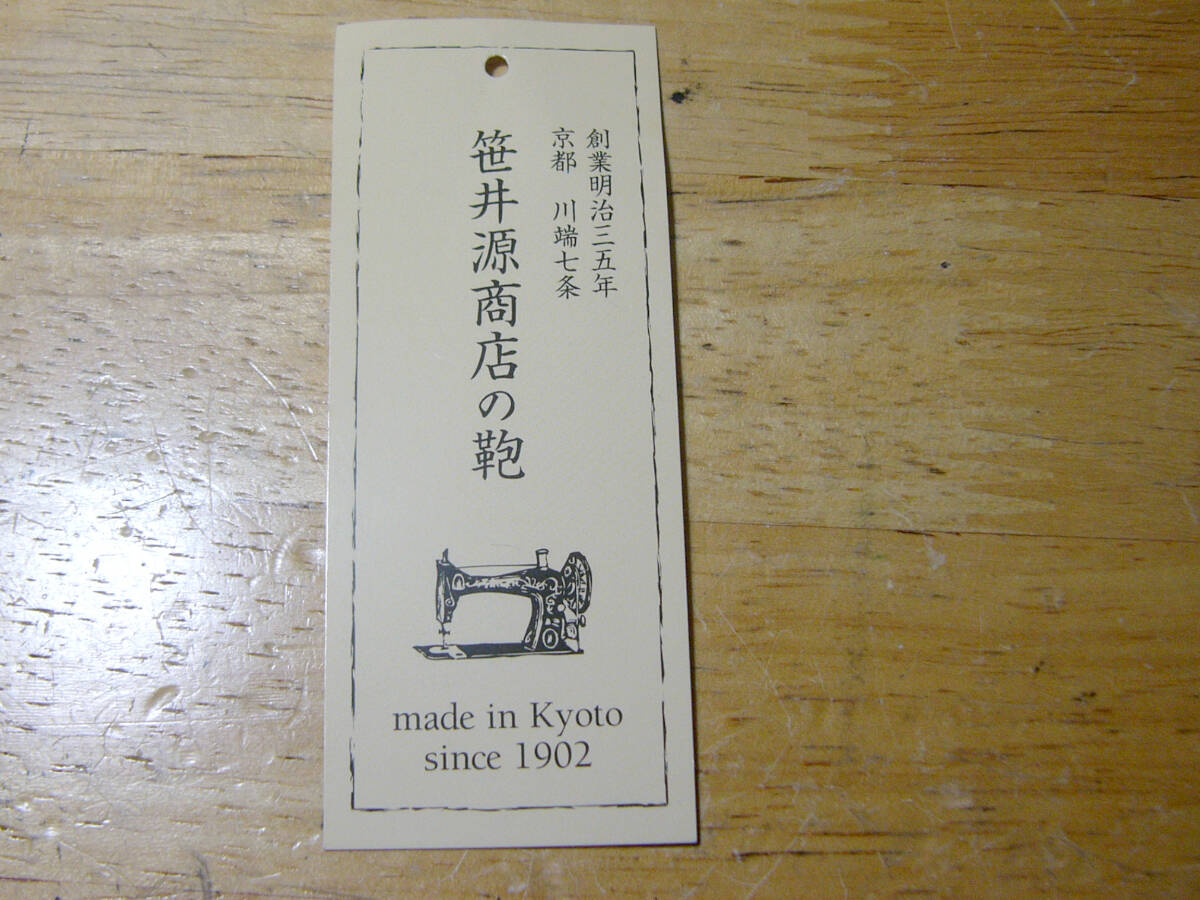 創業明治三五年
京都　川端七条
笹井源商店の鞄
made in Kyoto
since 1902